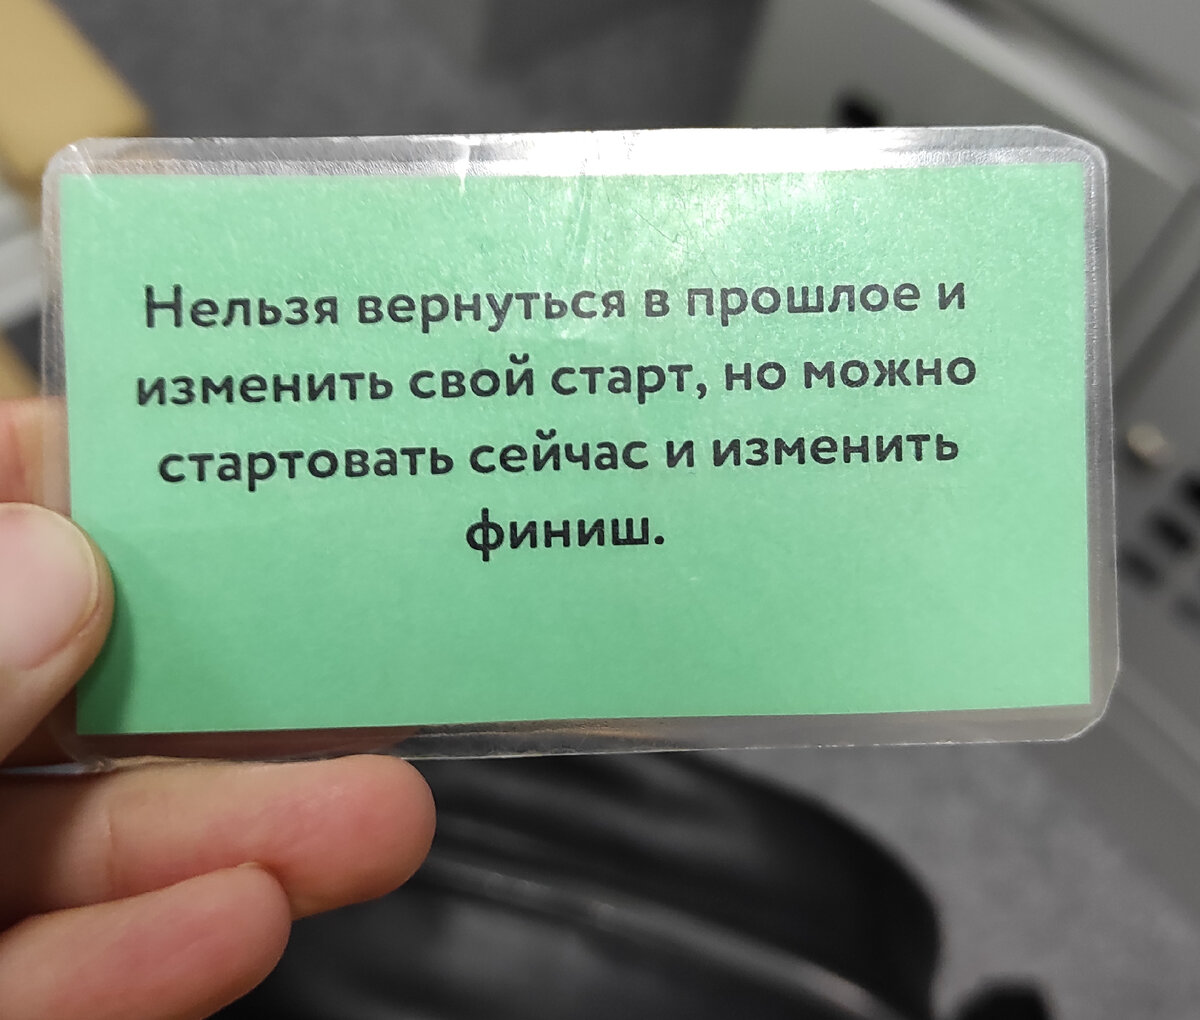 Нельзя вернуться в прошлое и
изменить свой старт, но можно
стартовать сейчас и изменить
финиш.